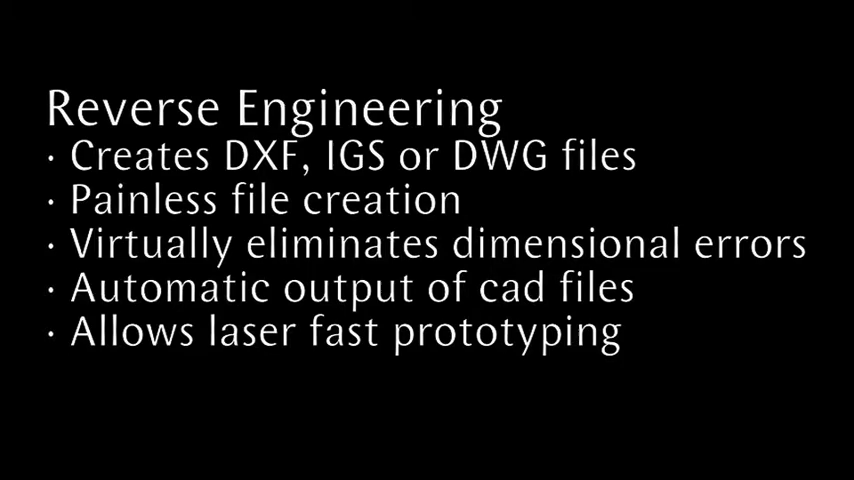 Reverse Engineering
· Creates DXF, IGS or DWG files
· Painless file creation
· Virtually eliminates dimensional errors
· Automatic output of cad files
· Allows laser fast prototyping